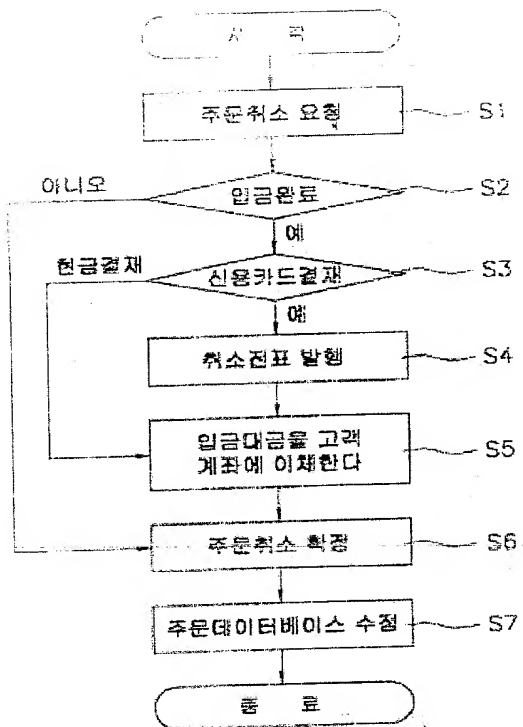 시 작
주문취소 요청
S1
아니오
입금완료
S2
예
현금결재
신용카드결재
S3
예
취소전표 발행
S4
입금대금을 고객
계좌에 이체한다
S5
주문취소 확정
S6
주문데이터베이스 수정
S7
종 료